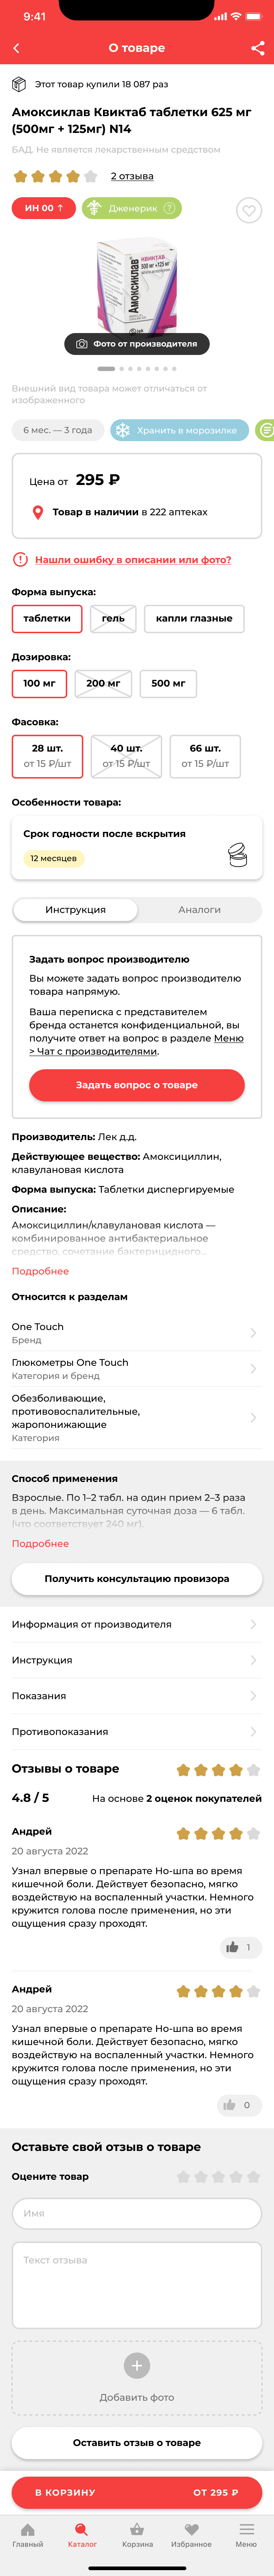 9:41
О товаре
Этот товар купили 18 087 раз
Амоксициллин Квиктаб таблетки 625 мг
(500мг + 125мг) N14
БАД. Не является лекарственным средством
2 отзыва
ИН 00 ↑
Дженерик ?
Амоксиклав
КВИКТАБ
500 мг+125 мг
Фото от производителя
Внешний вид товара может отличаться от
изображенного
6 мес. — 3 года
Хранить в морозилке
Цена от 295 ₽
Товар в наличии в 222 аптеках
Нашли ошибку в описании или фото?
Форма выпуска:
таблетки
гель
капли глазные
Дозировка:
100 мг
200 мг
500 мг
Фасовка:
28 шт.
от 15 ₽/шт
40 шт.
от 15 ₽/шт
66 шт.
от 15 ₽/шт
Особенности товара:
Срок годности после вскрытия
12 месяцев
Инструкция
Аналоги
Задать вопрос производителю
Вы можете задать вопрос производителю
товара напрямую.
Ваша переписка с представителем
бренда останется конфиденциальной, вы
получите ответ на вопрос в разделе Меню
> Чат с производителями.
Задать вопрос о товаре
Производитель: Лек д.д.
Действующее вещество: Амоксициллин,
клавулановая кислота
Форма выпуска: Таблетки диспергируемые
Описание:
Амоксициллин/клавулановая кислота —
комбинированное антибактериальное
средство, сочетание бактерицидного...
Подробнее
Относится к разделам
One Touch
Бренд
Глюкометры One Touch
Категория и бренд
Обезболивающие,
противовоспалительные,
жаропонижающие
Категория
Способ применения
Взрослые. По 1–2 табл. на один прием 2–3 раза
в день. Максимальная суточная доза — 6 табл.
(что соответствует 240 мг).
Подробнее
Получить консультацию провизора
Информация от производителя
Инструкция
Показания
Противопоказания
Отзывы о товаре
4.8 / 5
На основе 2 оценок покупателей
Андрей
20 августа 2022
Узнал впервые о препарате Но-шпа во время
кишечной боли. Действует безопасно, мягко
воздействую на воспаленный участки. Немного
кружится голова после применения, но эти
ощущения сразу проходят.
1
Андрей
20 августа 2022
Узнал впервые о препарате Но-шпа во время
кишечной боли. Действует безопасно, мягко
воздействую на воспаленный участки. Немного
кружится голова после применения, но эти
ощущения сразу проходят.
0
Оставьте свой отзыв о товаре
Оцените товар
Имя
Текст отзыва
Добавить фото
Оставить отзыв о товаре
В КОРЗИНУ
ОТ 295 ₽
Главный
Каталог
Корзина
Избранное
Меню